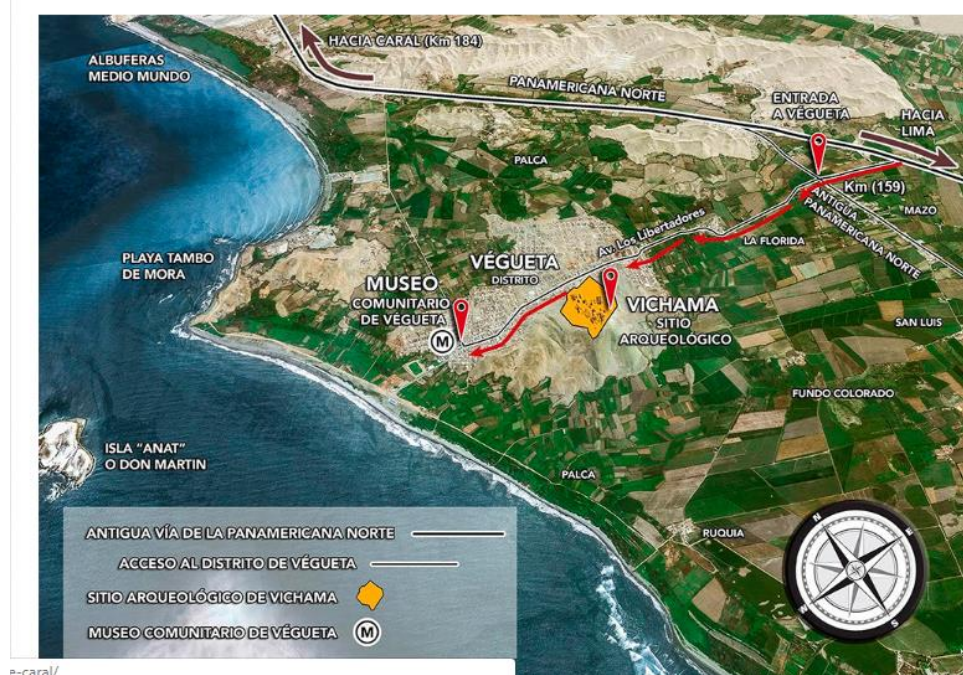 HACIA CARAL (Km 184)
ALBUFERAS
MEDIO MUNDO
PANAMERICANA NORTE
ENTRADA
A VÉGUETA
HACIA
LIMA
PALCA
Km (159)
ANTIGUA
PANAMERICANA NORTE
MAZO
Av. Los Libertadores
LA FLORIDA
PLAYA TAMBO
DE MORA
VÉGUETA
DISTRITO
MUSEO
COMUNITARIO
DE VÉGUETA
M
VICHAMA
SITIO
ARQUEOLÓGICO
SAN LUIS
FUNDO COLORADO
ISLA "ANAT"
O DON MARTIN
PALCA
RUQUIA
N
E
O
S
ANTIGUA VÍA DE LA PANAMERICANA NORTE
ACCESO AL DISTRITO DE VÉGUETA
SITIO ARQUEOLÓGICO DE VICHAMA
MUSEO COMUNITARIO DE VÉGUETA M
e-caral/